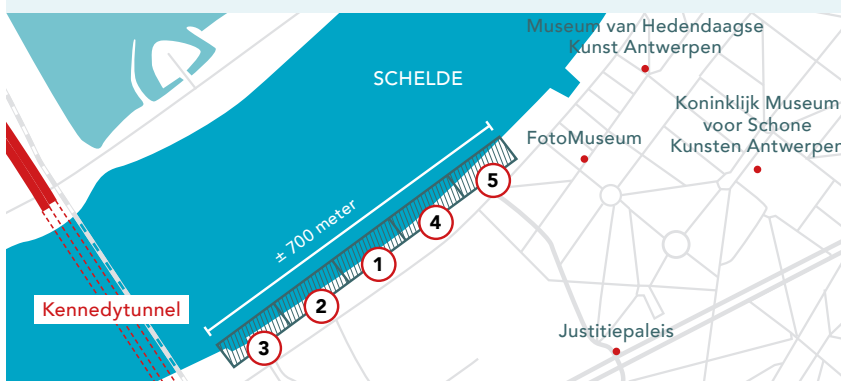 Museum van Hedendaagse
Kunst Antwerpen
SCHELDE
Koninklijk Museum
voor Schone
Kunsten Antwerpen
FotoMuseum
5
4
± 700 meter
1
2
Kennedytunnel
3
Justitiepaleis